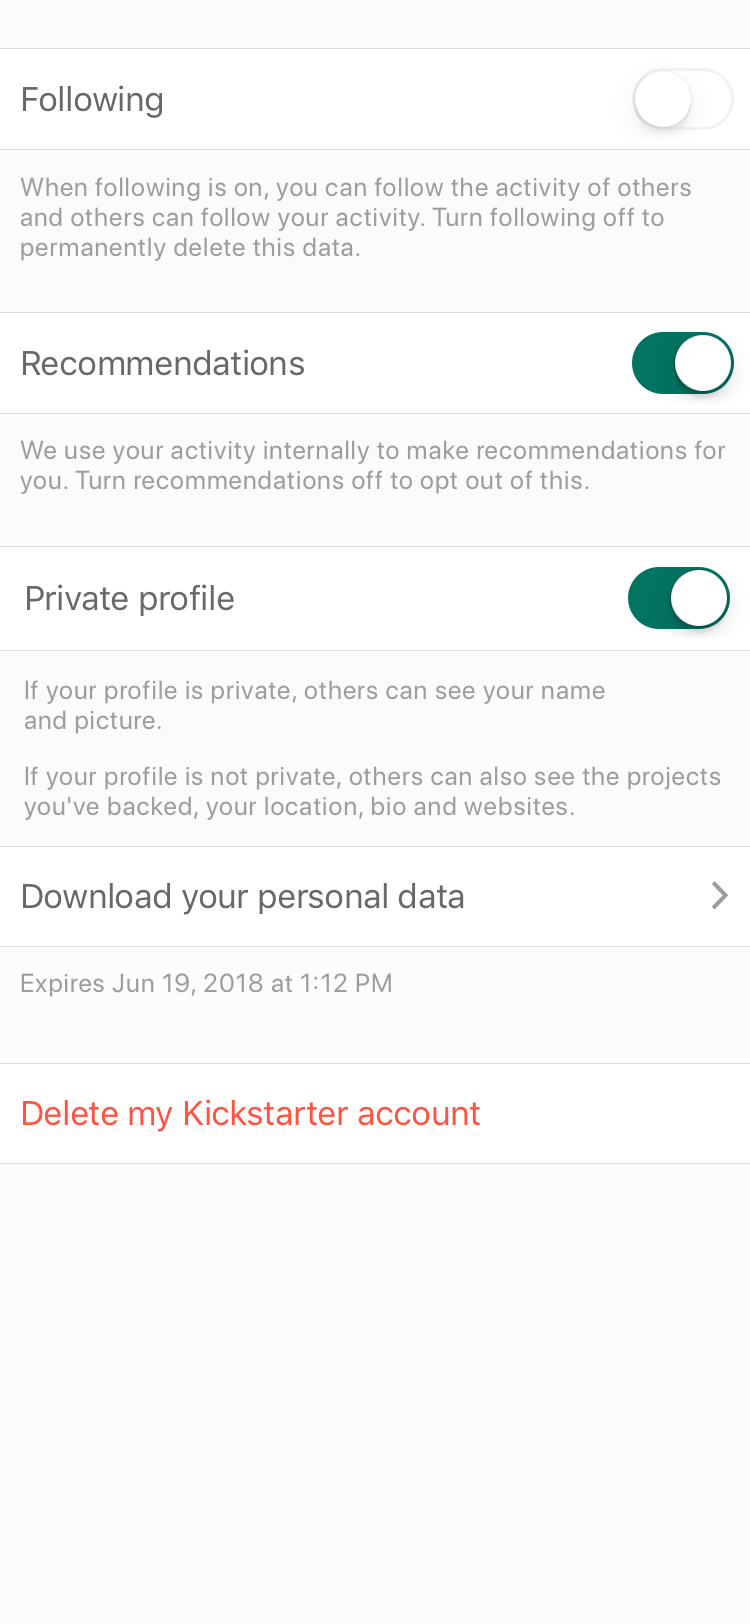 Following
When following is on, you can follow the activity of others
and others can follow your activity. Turn following off to
permanently delete this data.
Recommendations
We use your activity internally to make recommendations for
you. Turn recommendations off to opt out of this.
Private profile
If your profile is private, others can see your name
and picture.
If your profile is not private, others can also see the projects
you've backed, your location, bio and websites.
Download your personal data
Expires Jun 19, 2018 at 1:12 PM
Delete my Kickstarter account